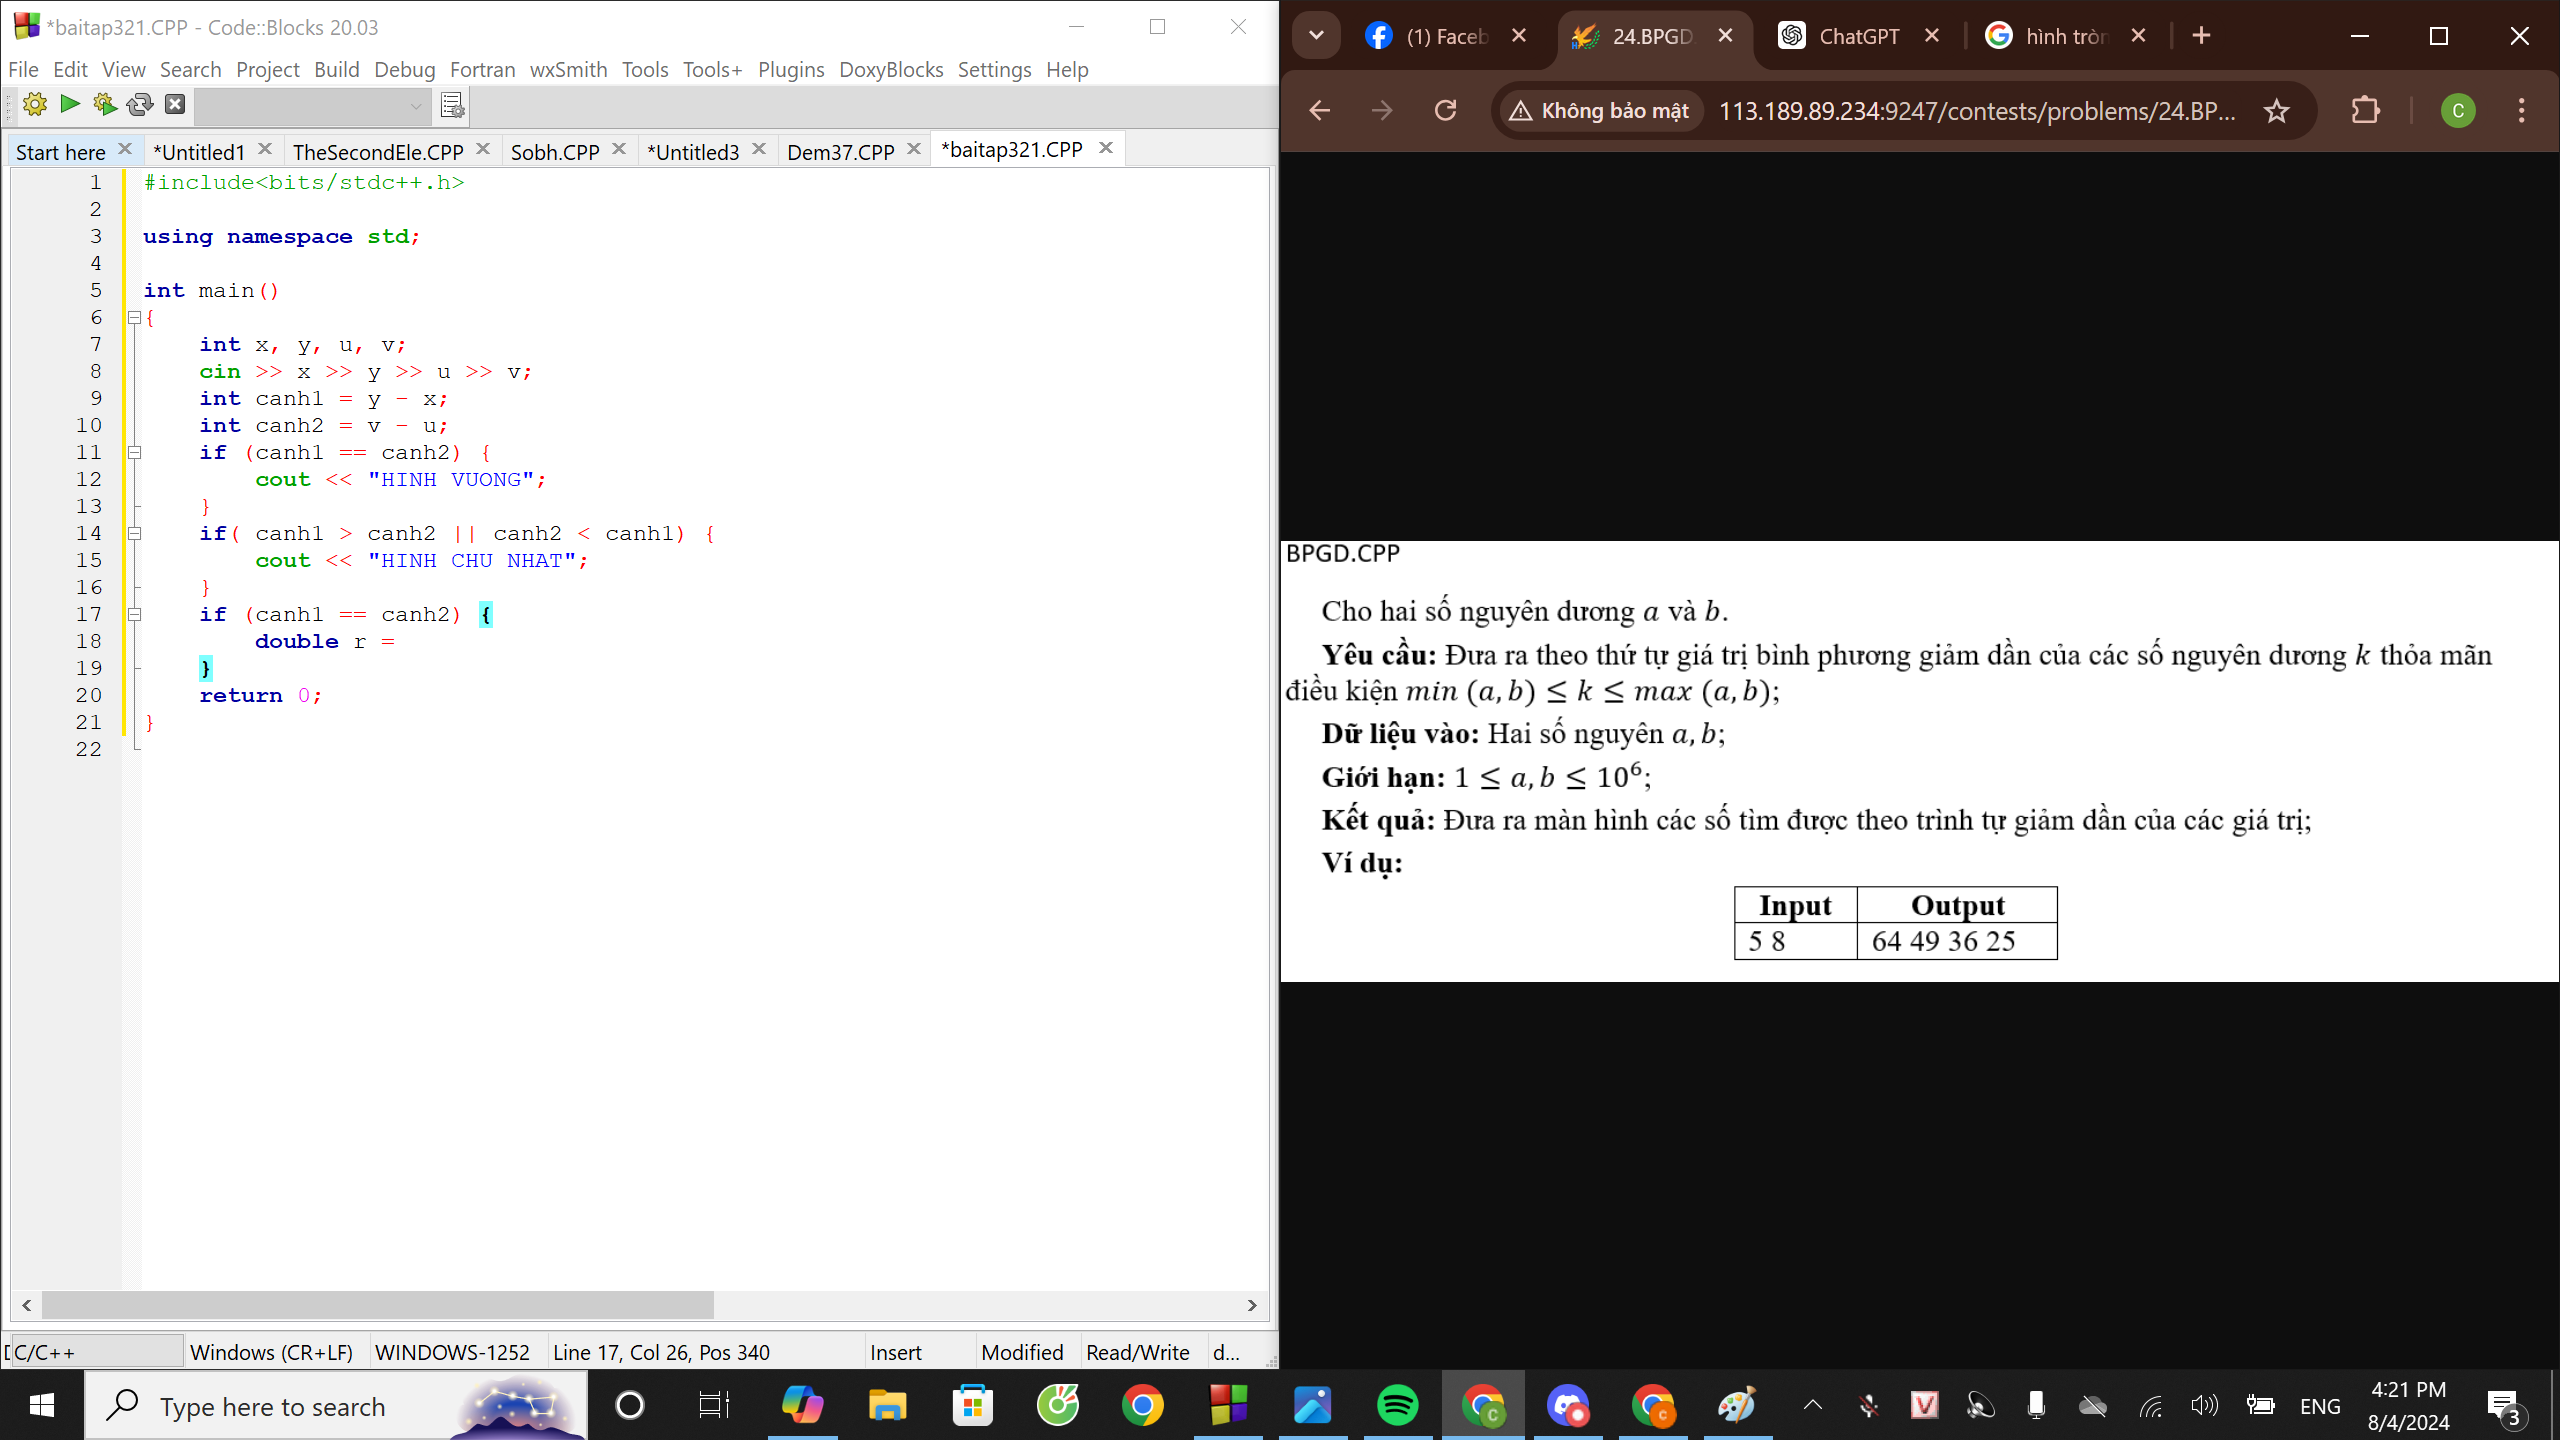 *baitap321.CPP - Code::Blocks 20.03
File Edit View Search Project Build Debug Fortran wxSmith Tools Tools+ Plugins DoxyBlocks Settings Help
Start here *Untitled1 TheSecondEle.CPP Sobh.CPP *Untitled3 Dem37.CPP *baitap321.CPP
1 #include<bits/stdc++.h>
2
3 using namespace std;
4
5 int main()
6 {
7 int x, y, u, v;
8 cin >> x >> y >> u >> v;
9 int canh1 = y - x;
10 int canh2 = v - u;
11 if (canh1 == canh2) {
12 cout << "HINH VUONG";
13 }
14 if( canh1 > canh2 || canh2 < canh1) {
15 cout << "HINH CHU NHAT";
16 }
17 if (canh1 == canh2) {
18 double r =
19 }
20 return 0;
21 }
22
C/C++ Windows (CR+LF) WINDOWS-1252 Line 17, Col 26, Pos 340 Insert Modified Read/Write d...
(1) Faceb 24.BPGD. ChatGPT hình tròn
Không bảo mật 113.189.89.234:9247/contests/problems/24.BP...
C
BPGD.CPP
Cho hai số nguyên dương a và b.
Yêu cầu: Đưa ra theo thứ tự giá trị bình phương giảm dần của các số nguyên dương k thỏa mãn
điều kiện min (a, b) ≤ k ≤ max (a, b);
Dữ liệu vào: Hai số nguyên a, b;
Giới hạn: 1 ≤ a, b ≤ 10⁶;
Kết quả: Đưa ra màn hình các số tìm được theo trình tự giảm dần của các giá trị;
Ví dụ:
Input Output
5 8 64 49 36 25
Type here to search
ENG
4:21 PM
8/4/2024
3